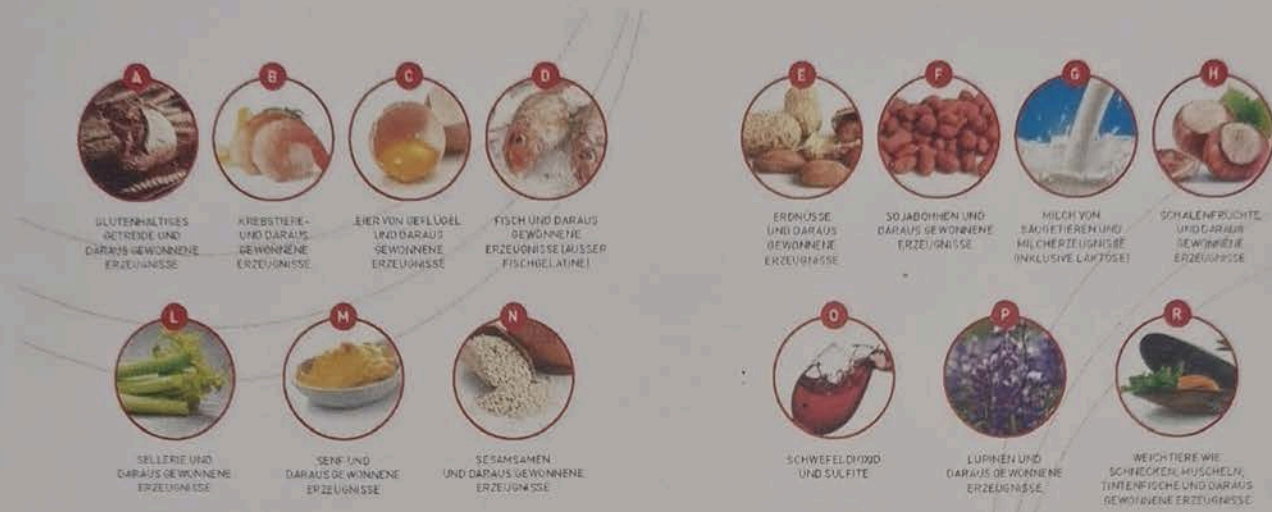 A
GLUTENHALTIGES
GETREIDE UND
DARAUS GEWONNENE
ERZEUGNISSE
B
KREBSTIERE-
UND DARAUS
GEWONNENE
ERZEUGNISSE
C
EIER VON GEFLÜGEL
UND DARAUS
GEWONNENE
ERZEUGNISSE
D
FISCH UND DARAUS
GEWONNENE
ERZEUGNISSE (AUSSER
FISCHGELATINE)
E
ERDNÜSSE
UND DARAUS
GEWONNENE
ERZEUGNISSE
F
SOJABOHNEN UND
DARAUS GEWONNENE
ERZEUGNISSE
G
MILCH VON
SÄUGETIEREN UND
MILCHERZEUGNISSE
(INKLUSIVE LAKTOSE)
H
SCHALENFRÜCHTE
UND DARAUS
GEWONNENE
ERZEUGNISSE
L
SELLERIE UND
DARAUS GEWONNENE
ERZEUGNISSE
M
SENF UND
DARAUS GEWONNENE
ERZEUGNISSE
N
SESAMSAMEN
UND DARAUS GEWONNENE
ERZEUGNISSE
O
SCHWEFELDIOXID
UND SULFITE
P
LUPINEN UND
DARAUS GEWONNENE
ERZEUGNISSE
R
WEICHTIERE WIE
SCHNECKEN, MUSCHELN,
TINTENFISCHE UND DARAUS
GEWONNENE ERZEUGNISSE